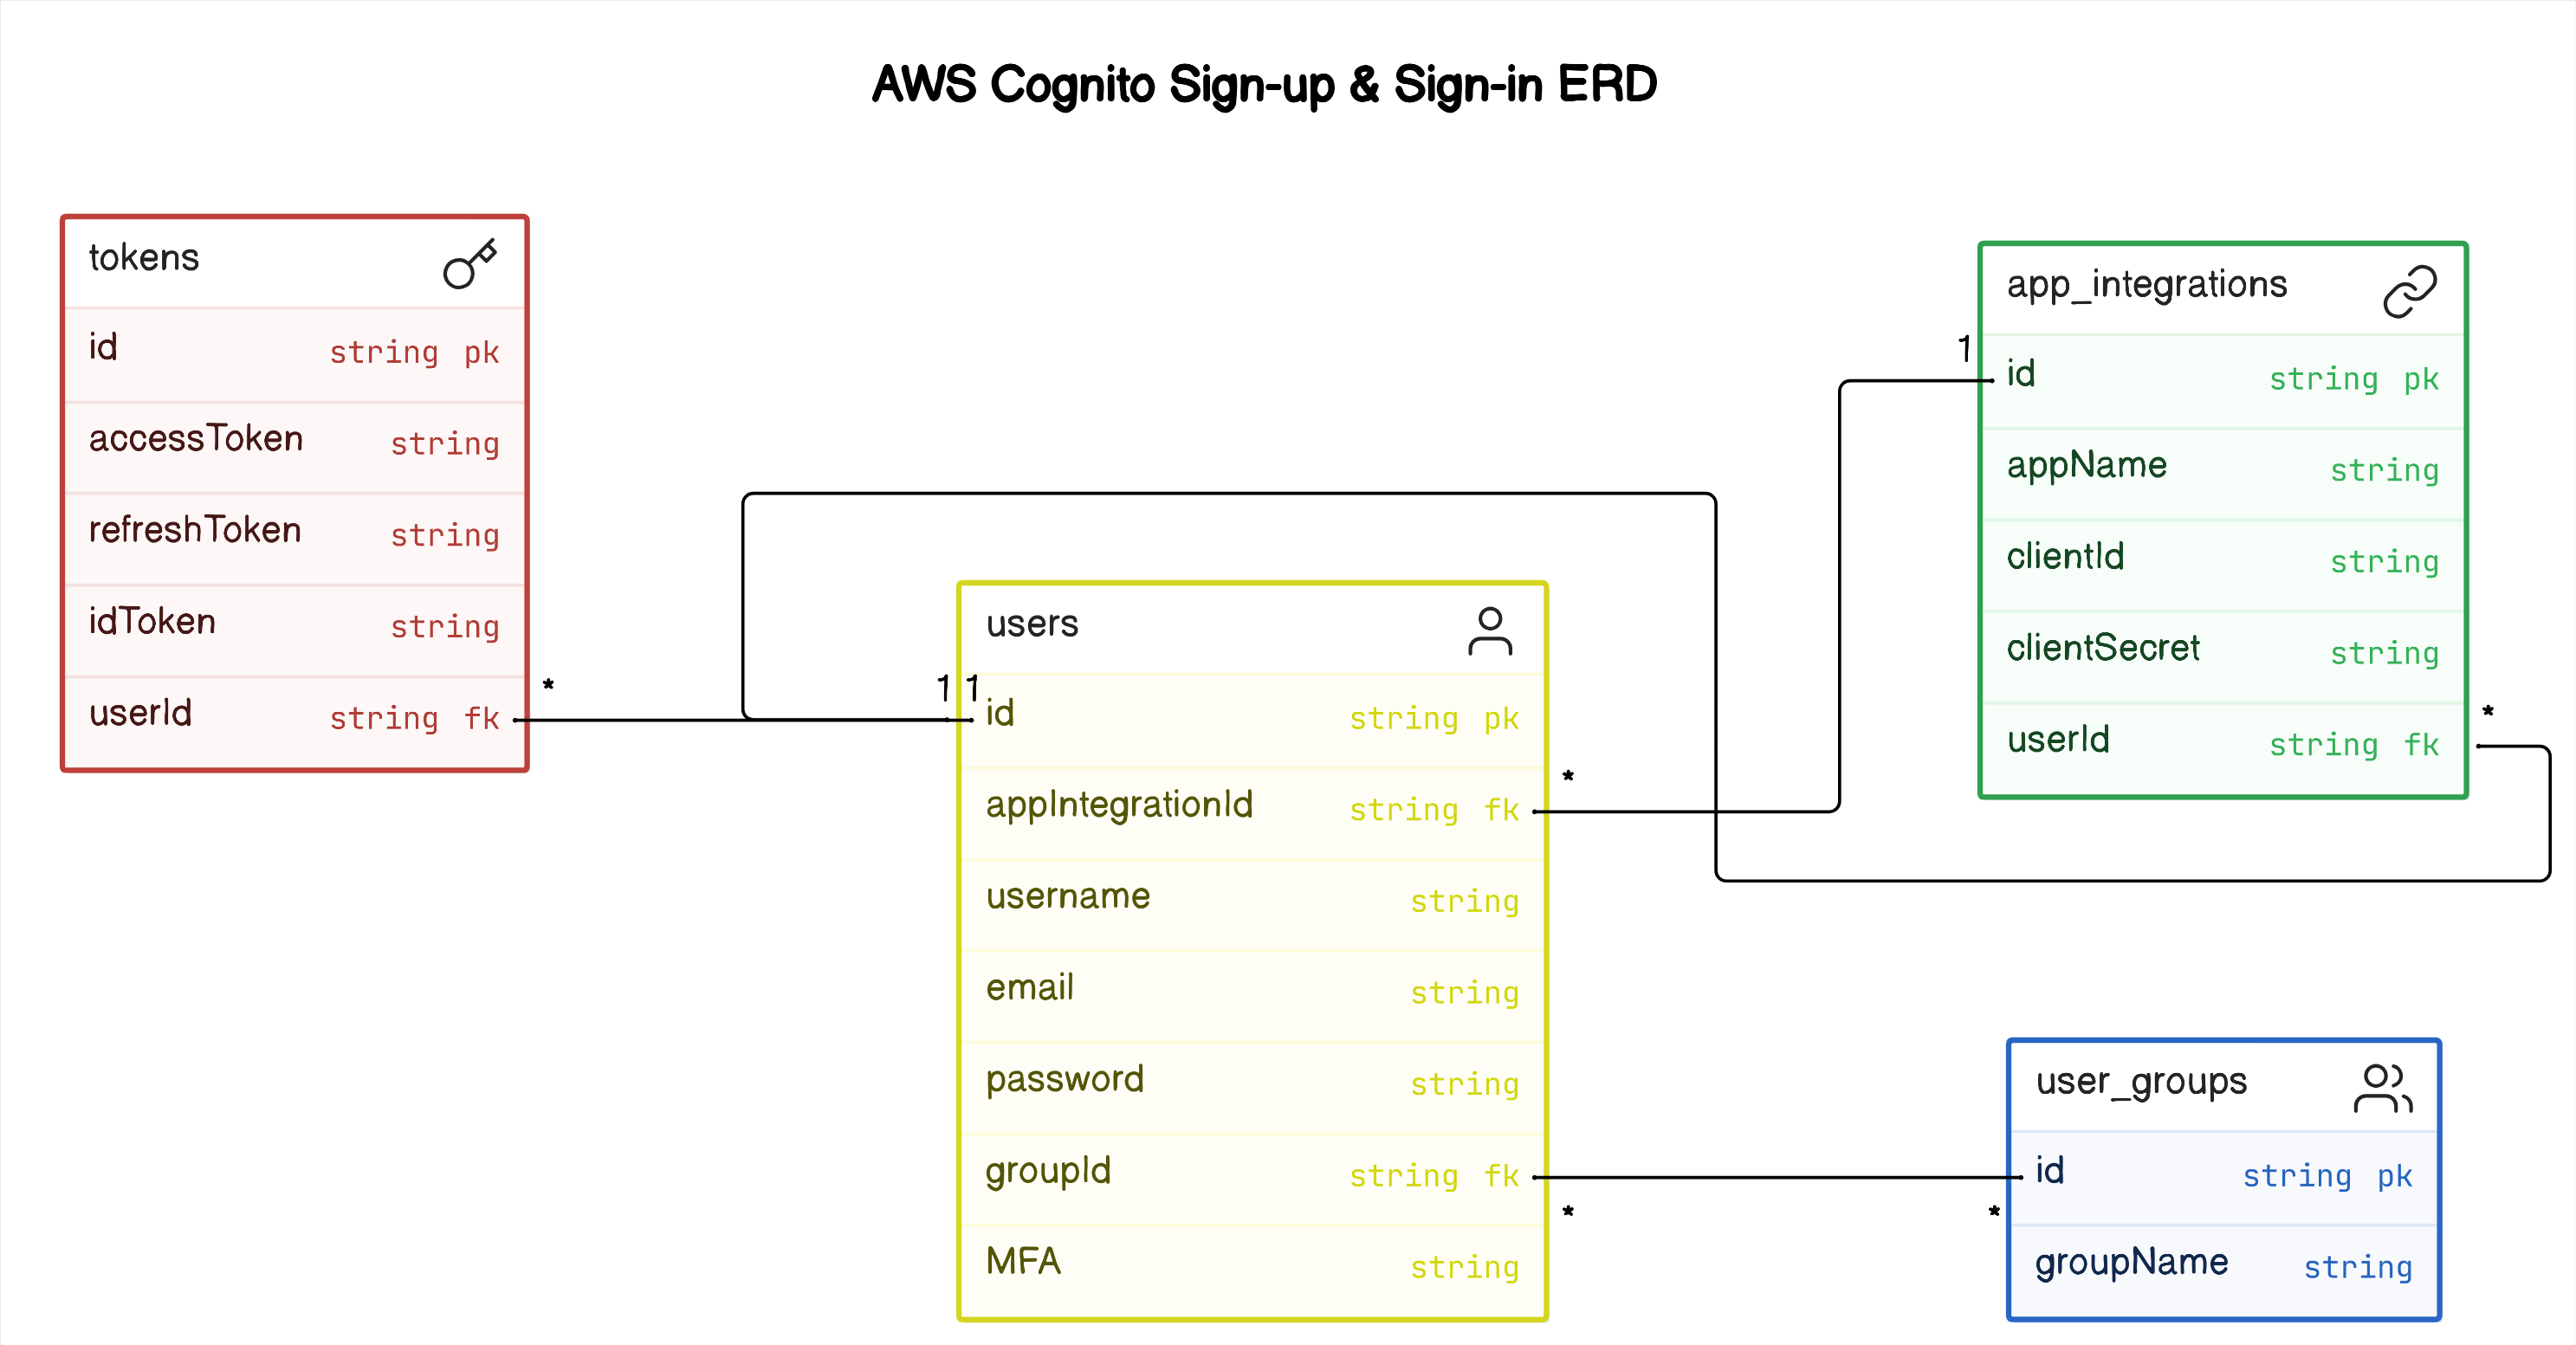 AWS Cognito Sign-up & Sign-in ERD
tokens
id string pk
accessToken string
refreshToken string
idToken string
userId string fk
*
1 1
users
id string pk
appIntegrationId string fk
*
username string
email string
password string
groupId string fk
*
MFA string
app_integrations
1
id string pk
appName string
clientId string
clientSecret string
userId string fk
*
user_groups
id string pk
*
groupName string